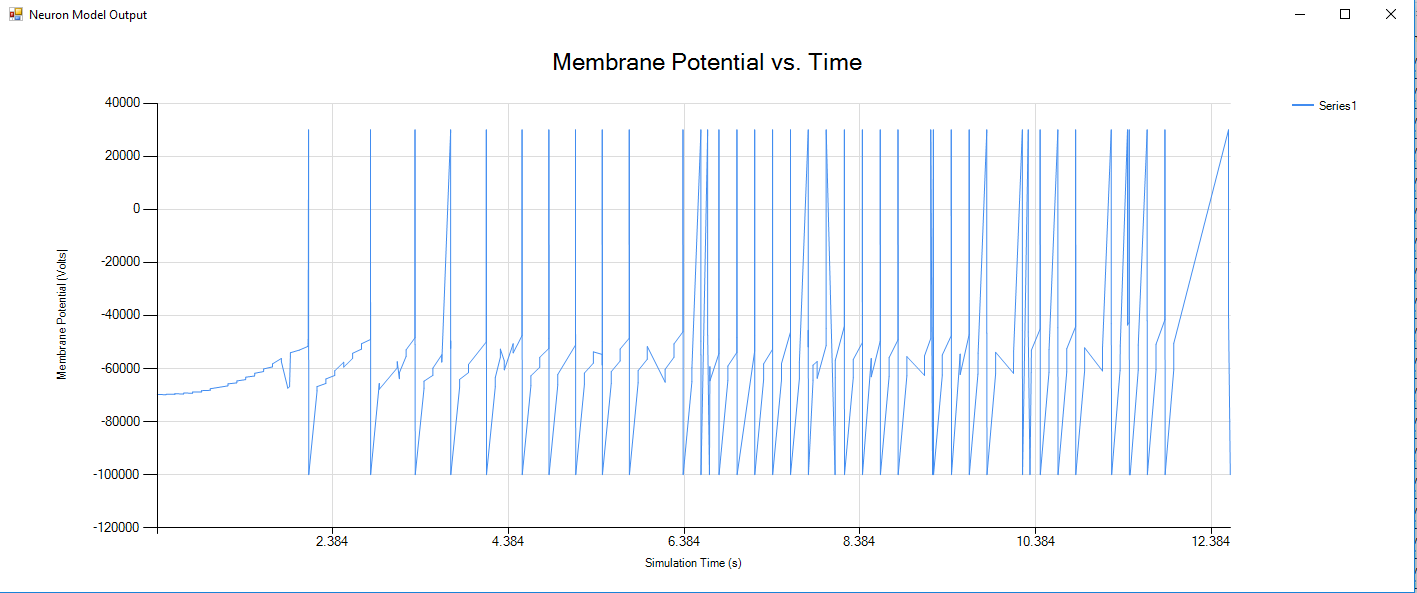 Neuron Model Output
Membrane Potential vs. Time
40000
20000
0
-20000
-40000
-60000
-80000
-100000
-120000
Membrane Potential (Volts)
2.384 4.384 6.384 8.384 10.384 12.384
Simulation Time (s)
Series1